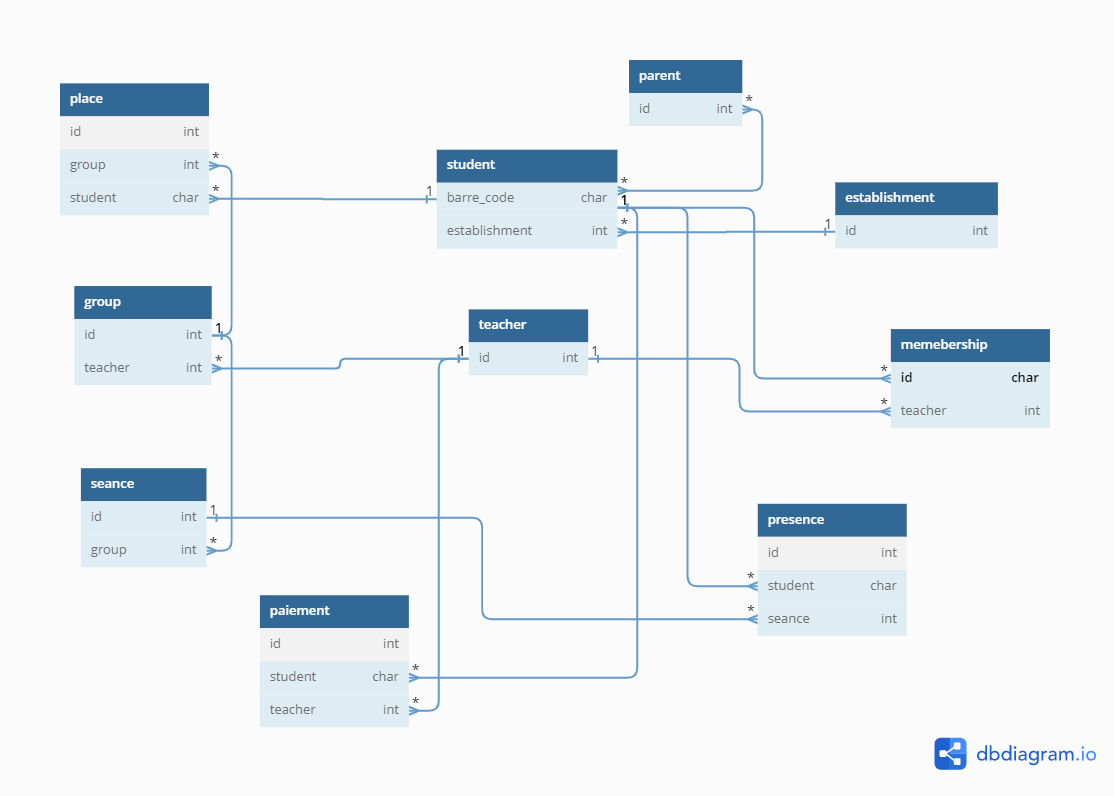 parent
id int
*
place
id int
group int
*
student char
*
student
*
1
barre_code char
1
establishment int
*
establishment
1
id int
group
id int
1
teacher int
*
teacher
1
id int
1
memebership
id char
*
teacher int
*
seance
id int
1
group int
*
presence
id int
student char
*
seance int
*
paiement
id int
student char
*
teacher int
*
dbdiagram.io